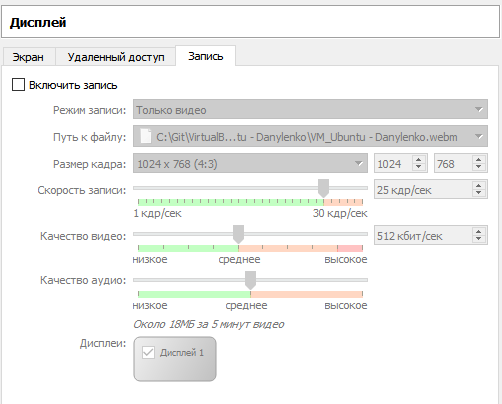 Дисплей
Экран Удаленный доступ Запись
Включить запись
Режим записи: Только видео
Путь к файлу: C:\Git\VirtualB...tu - Danylenko\VM_Ubuntu - Danylenko.webm
Размер кадра: 1024 x 768 (4:3) 1024 768
Скорость записи: 25 кдр/сек
1 кдр/сек 30 кдр/сек
Качество видео: 512 кбит/сек
низкое среднее высокое
Качество аудио:
низкое среднее высокое
Около 18МБ за 5 минут видео
Дисплеи: Дисплей 1